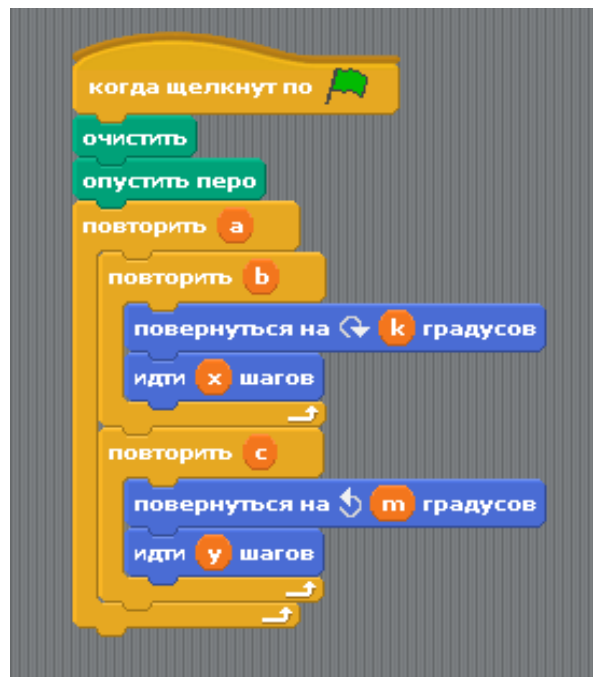 когда щелкнут по
очистить
опустить перо
повторить a
повторить b
повернуться на k градусов
идти x шагов
повторить c
повернуться на m градусов
идти y шагов